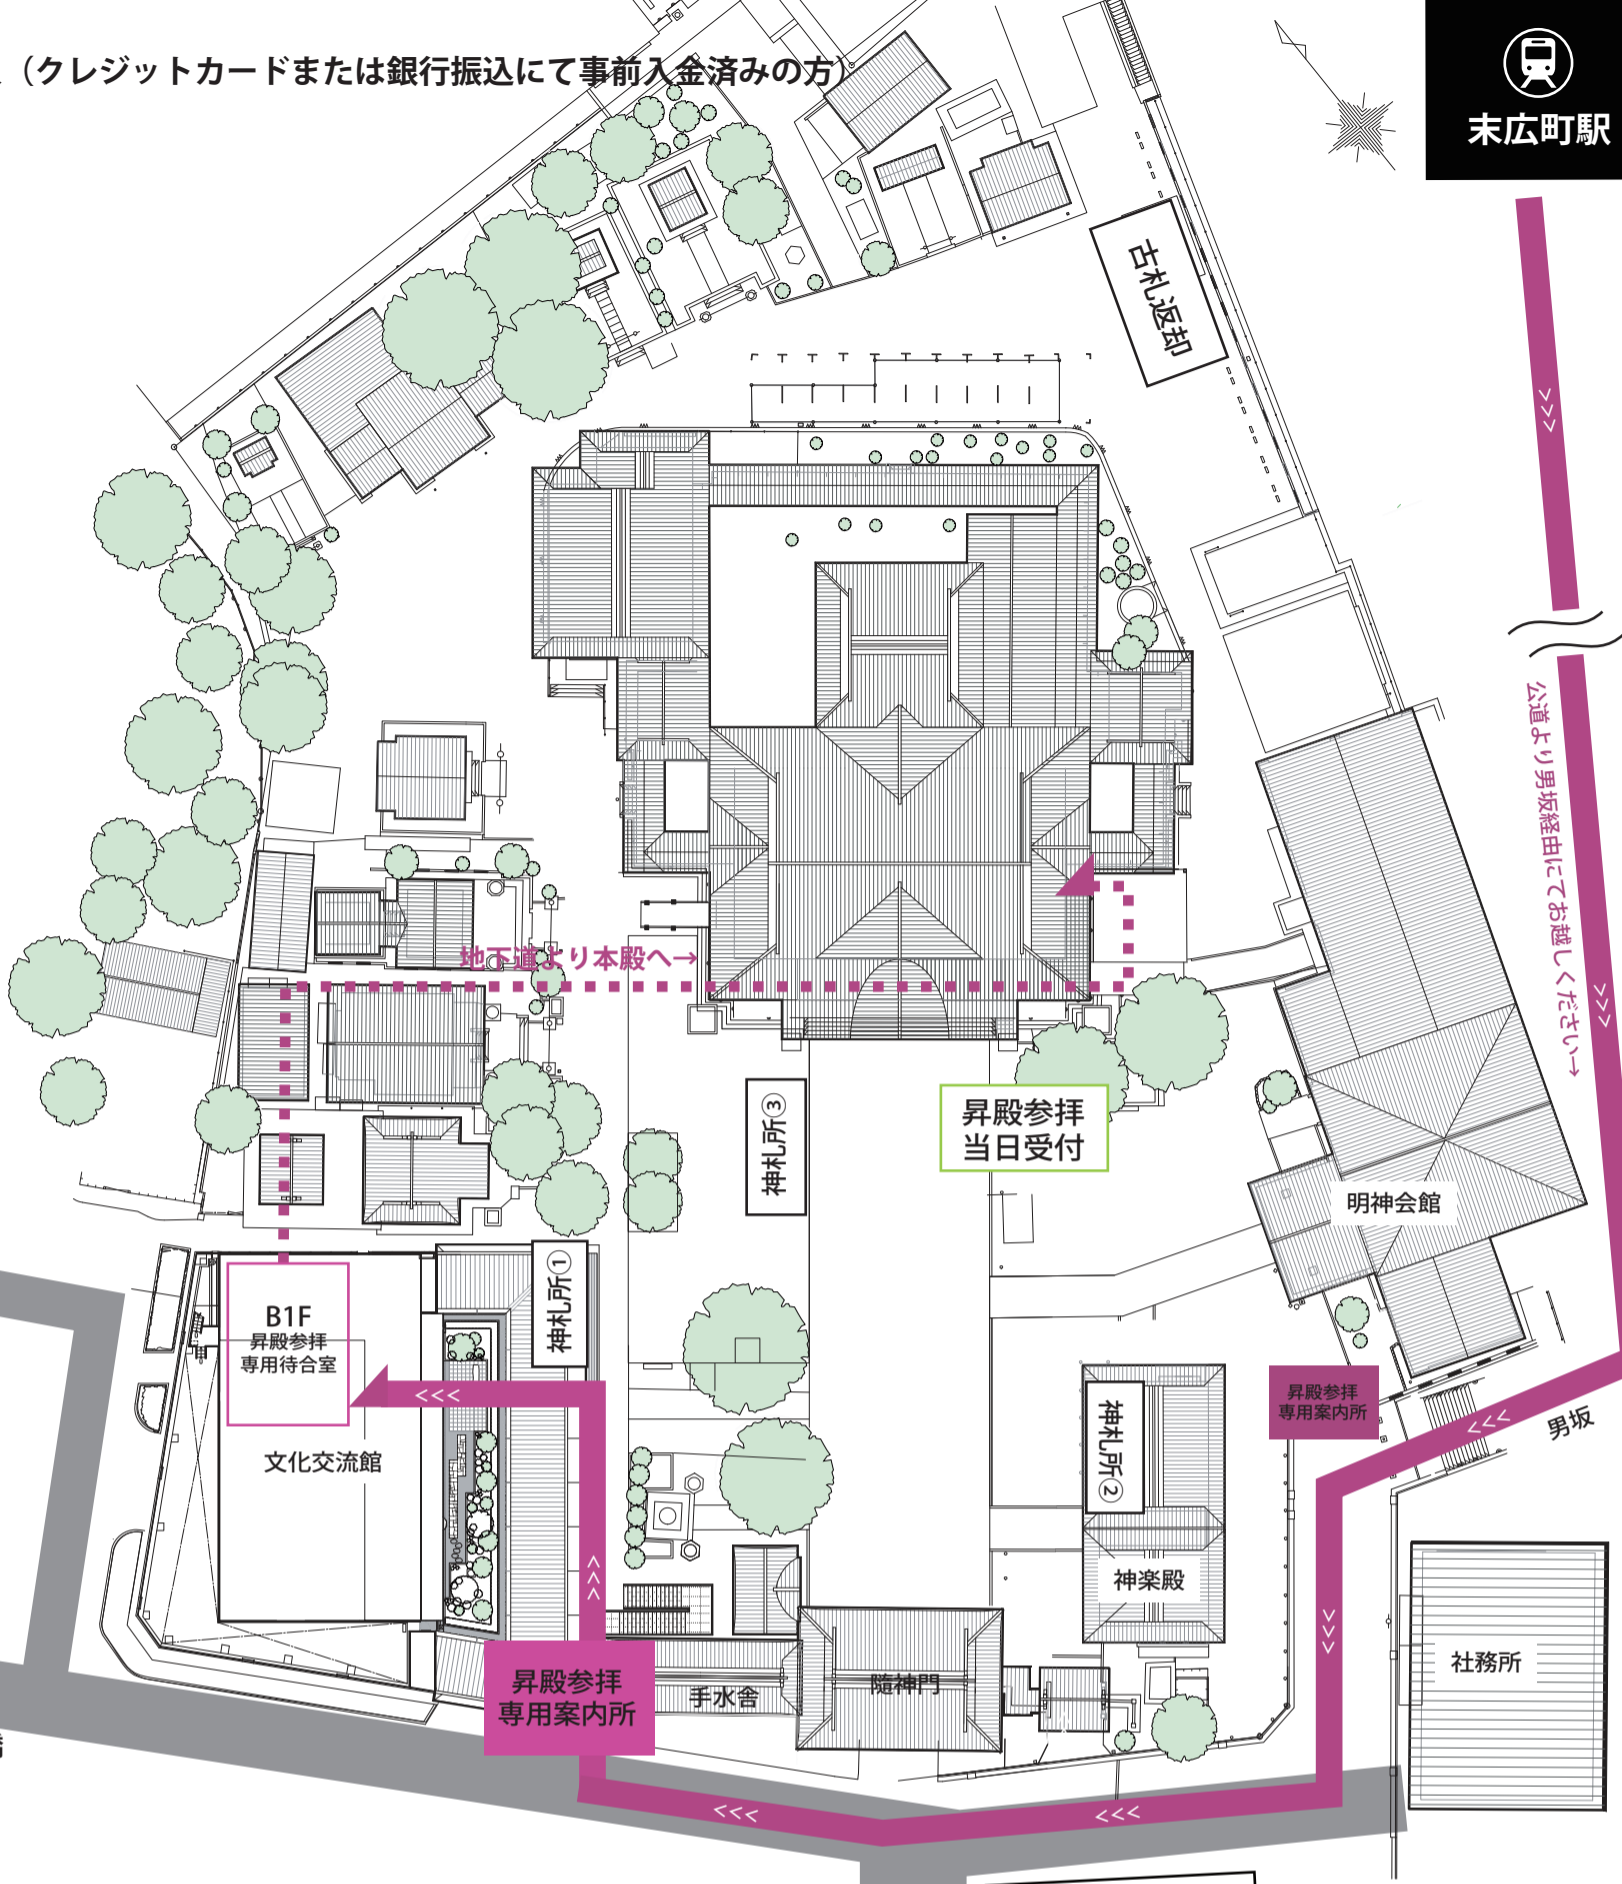 （クレジットカードまたは銀行振込にて事前入金済みの方）
末広町駅
古札返却
公道より男坂経由にてお越しください→
地下道より本殿へ→
神札所③
昇殿参拝
当日受付
明神会館
神札所①
B1F
昇殿参拝
専用待合室
<<<
文化交流館
神札所②
昇殿参拝
専用案内所
男坂
神楽殿
社務所
昇殿参拝
専用案内所
手水舎
隨神門